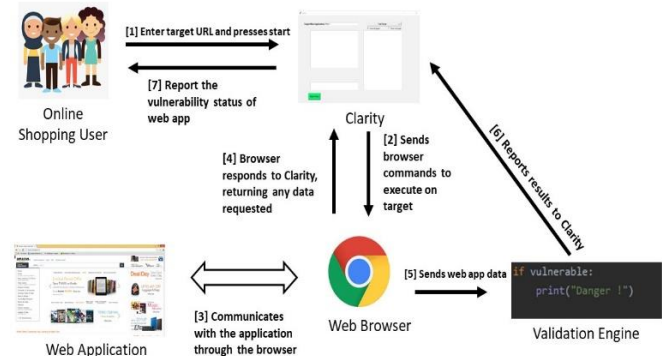 [1] Enter target URL and presses start
[7] Report the
vulnerability status of
web app
Online
Shopping User
Clarity
[6] Reports results to Clarity
[4] Browser
responds to Clarity,
returning any data
requested
[2] Sends
browser
commands to
execute on
target
[5] Sends web app data
if vulnerable:
print("Danger !")
[3] Communicates
with the application
through the browser
Web Browser
Validation Engine
Web Application